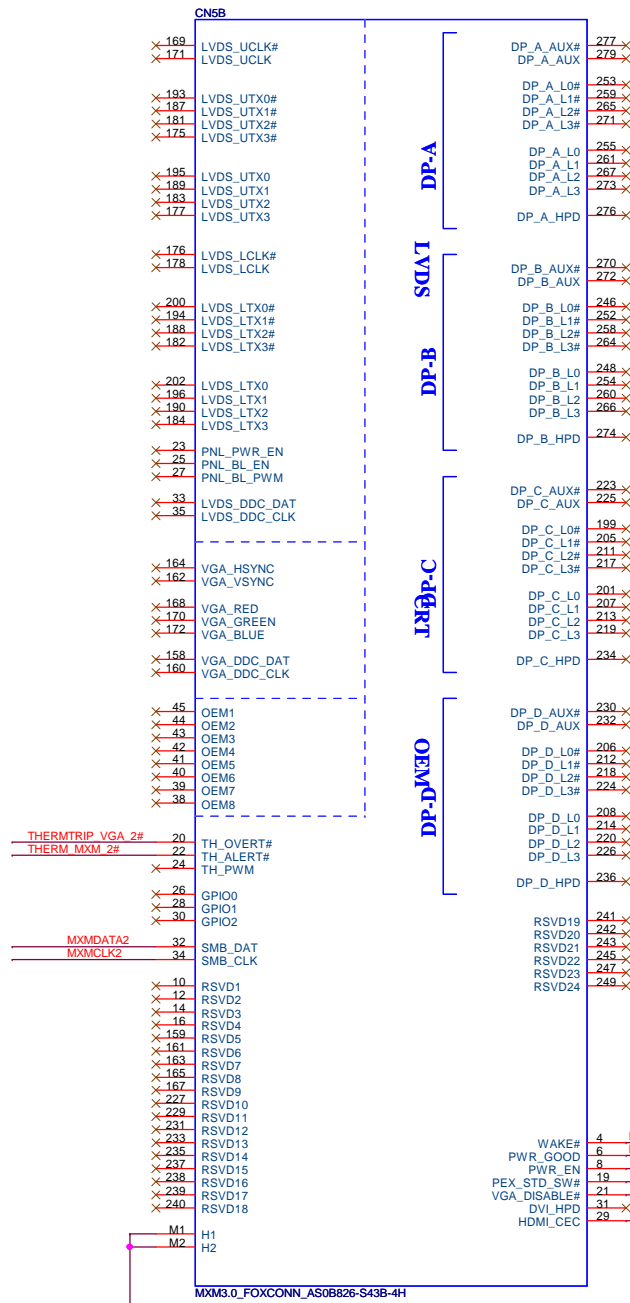 CN5B
169 LVDS_UCLK#
171 LVDS_UCLK
193 LVDS_UTX0#
187 LVDS_UTX1#
181 LVDS_UTX2#
175 LVDS_UTX3#
195 LVDS_UTX0
189 LVDS_UTX1
183 LVDS_UTX2
177 LVDS_UTX3
176 LVDS_LCLK#
178 LVDS_LCLK
200 LVDS_LTX0#
194 LVDS_LTX1#
188 LVDS_LTX2#
182 LVDS_LTX3#
202 LVDS_LTX0
196 LVDS_LTX1
190 LVDS_LTX2
184 LVDS_LTX3
23 PNL_PWR_EN
25 PNL_BL_EN
27 PNL_BL_PWM
33 LVDS_DDC_DAT
35 LVDS_DDC_CLK
164 VGA_HSYNC
162 VGA_VSYNC
168 VGA_RED
170 VGA_GREEN
172 VGA_BLUE
158 VGA_DDC_DAT
160 VGA_DDC_CLK
45 OEM1
44 OEM2
43 OEM3
42 OEM4
41 OEM5
40 OEM6
39 OEM7
38 OEM8
THERMTRIP_VGA_2# 20 TH_OVERT#
THERM_MXM_2# 22 TH_ALERT#
24 TH_PWM
26 GPIO0
28 GPIO1
30 GPIO2
MXMDATA2 32 SMB_DAT
MXMCLK2 34 SMB_CLK
10 RSVD1
12 RSVD2
14 RSVD3
16 RSVD4
159 RSVD5
161 RSVD6
163 RSVD7
165 RSVD8
167 RSVD9
227 RSVD10
229 RSVD11
231 RSVD12
233 RSVD13
235 RSVD14
237 RSVD15
238 RSVD16
239 RSVD17
240 RSVD18
M1 H1
M2 H2
LVDS
CRT
OEM
DP-A
DP-B
DP-C
DP-D
DP_A_AUX# 277
DP_A_AUX 279
DP_A_L0# 253
DP_A_L1# 259
DP_A_L2# 265
DP_A_L3# 271
DP_A_L0 255
DP_A_L1 261
DP_A_L2 267
DP_A_L3 273
DP_A_HPD 276
DP_B_AUX# 270
DP_B_AUX 272
DP_B_L0# 246
DP_B_L1# 252
DP_B_L2# 258
DP_B_L3# 264
DP_B_L0 248
DP_B_L1 254
DP_B_L2 260
DP_B_L3 266
DP_B_HPD 274
DP_C_AUX# 223
DP_C_AUX 225
DP_C_L0# 199
DP_C_L1# 205
DP_C_L2# 211
DP_C_L3# 217
DP_C_L0 201
DP_C_L1 207
DP_C_L2 213
DP_C_L3 219
DP_C_HPD 234
DP_D_AUX# 230
DP_D_AUX 232
DP_D_L0# 206
DP_D_L1# 212
DP_D_L2# 218
DP_D_L3# 224
DP_D_L0 208
DP_D_L1 214
DP_D_L2 220
DP_D_L3 226
DP_D_HPD 236
RSVD19 241
RSVD20 242
RSVD21 243
RSVD22 245
RSVD23 247
RSVD24 249
WAKE# 4
PWR_GOOD 6
PWR_EN 8
PEX_STD_SW# 19
VGA_DISABLE# 21
DVI_HPD 31
HDMI_CEC 29
MXM3.0_FOXCONN_AS0B826-S43B-4H